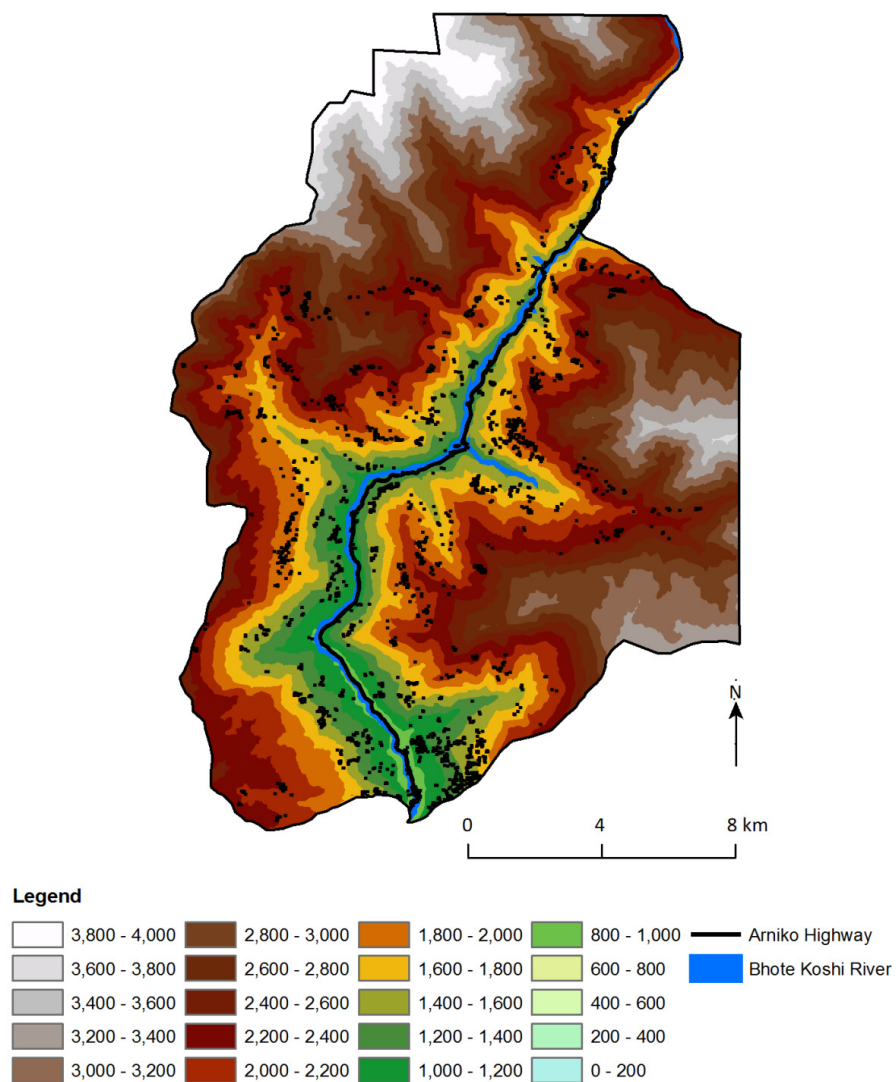 N
0 4 8 km
Legend
3,800 - 4,000 2,800 - 3,000 1,800 - 2,000 800 - 1,000 Arniko Highway
3,600 - 3,800 2,600 - 2,800 1,600 - 1,800 600 - 800 Bhote Koshi River
3,400 - 3,600 2,400 - 2,600 1,400 - 1,600 400 - 600
3,200 - 3,400 2,200 - 2,400 1,200 - 1,400 200 - 400
3,000 - 3,200 2,000 - 2,200 1,000 - 1,200 0 - 200